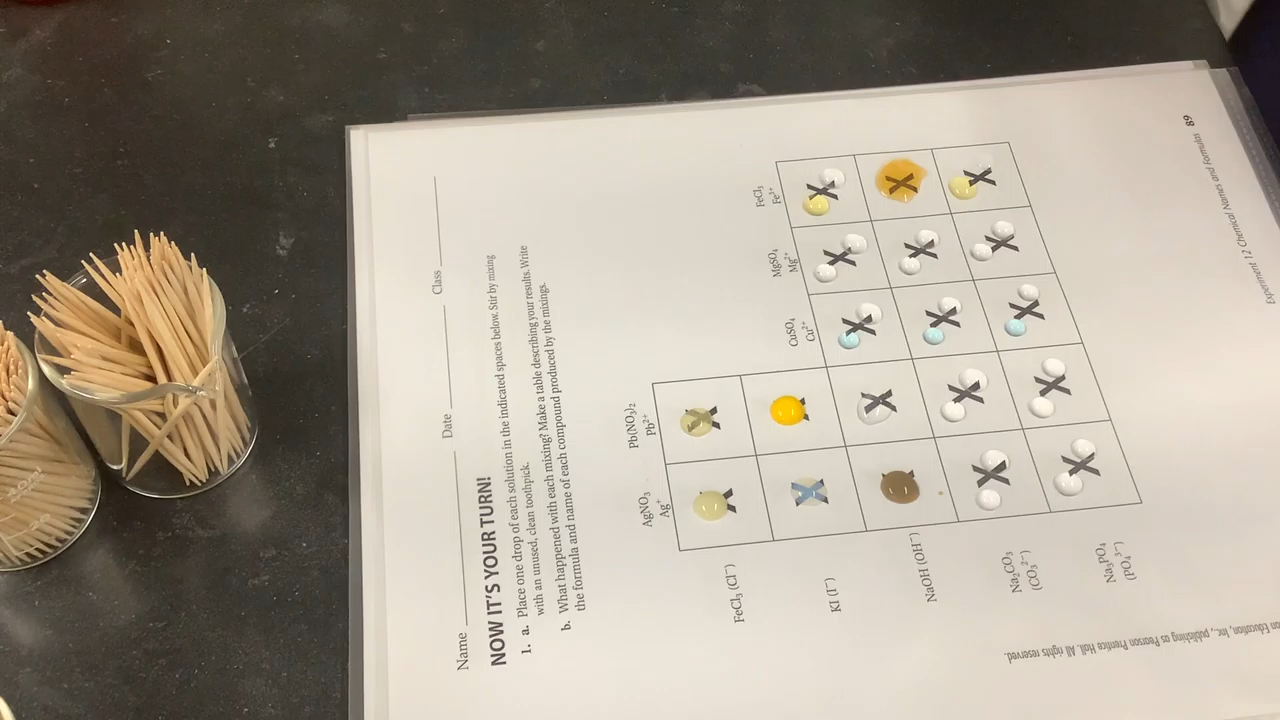 Name Date Class
NOW IT'S YOUR TURN!
1. a. Place one drop of each solution in the indicated spaces below. Stir by mixing
with an unused, clean toothpick.
b. What happened with each mixing? Make a table describing your results. Write
the formula and name of each compound produced by the mixings.
AgNO₃ Pb(NO₃)₂ CuSO₄ MgSO₄ FeCl₃
Ag⁺ Pb²⁺ Cu²⁺ Mg²⁺ Fe³⁺
FeCl₃ (Cl⁻)
KI (I⁻)
NaOH (OH⁻)
Na₂CO₃
(CO₃²⁻)
Na₃PO₄
(PO₄³⁻)
Experiment 12 Chemical Names and Formulas 89
on Education, Inc., publishing as Pearson Prentice Hall. All rights reserved.